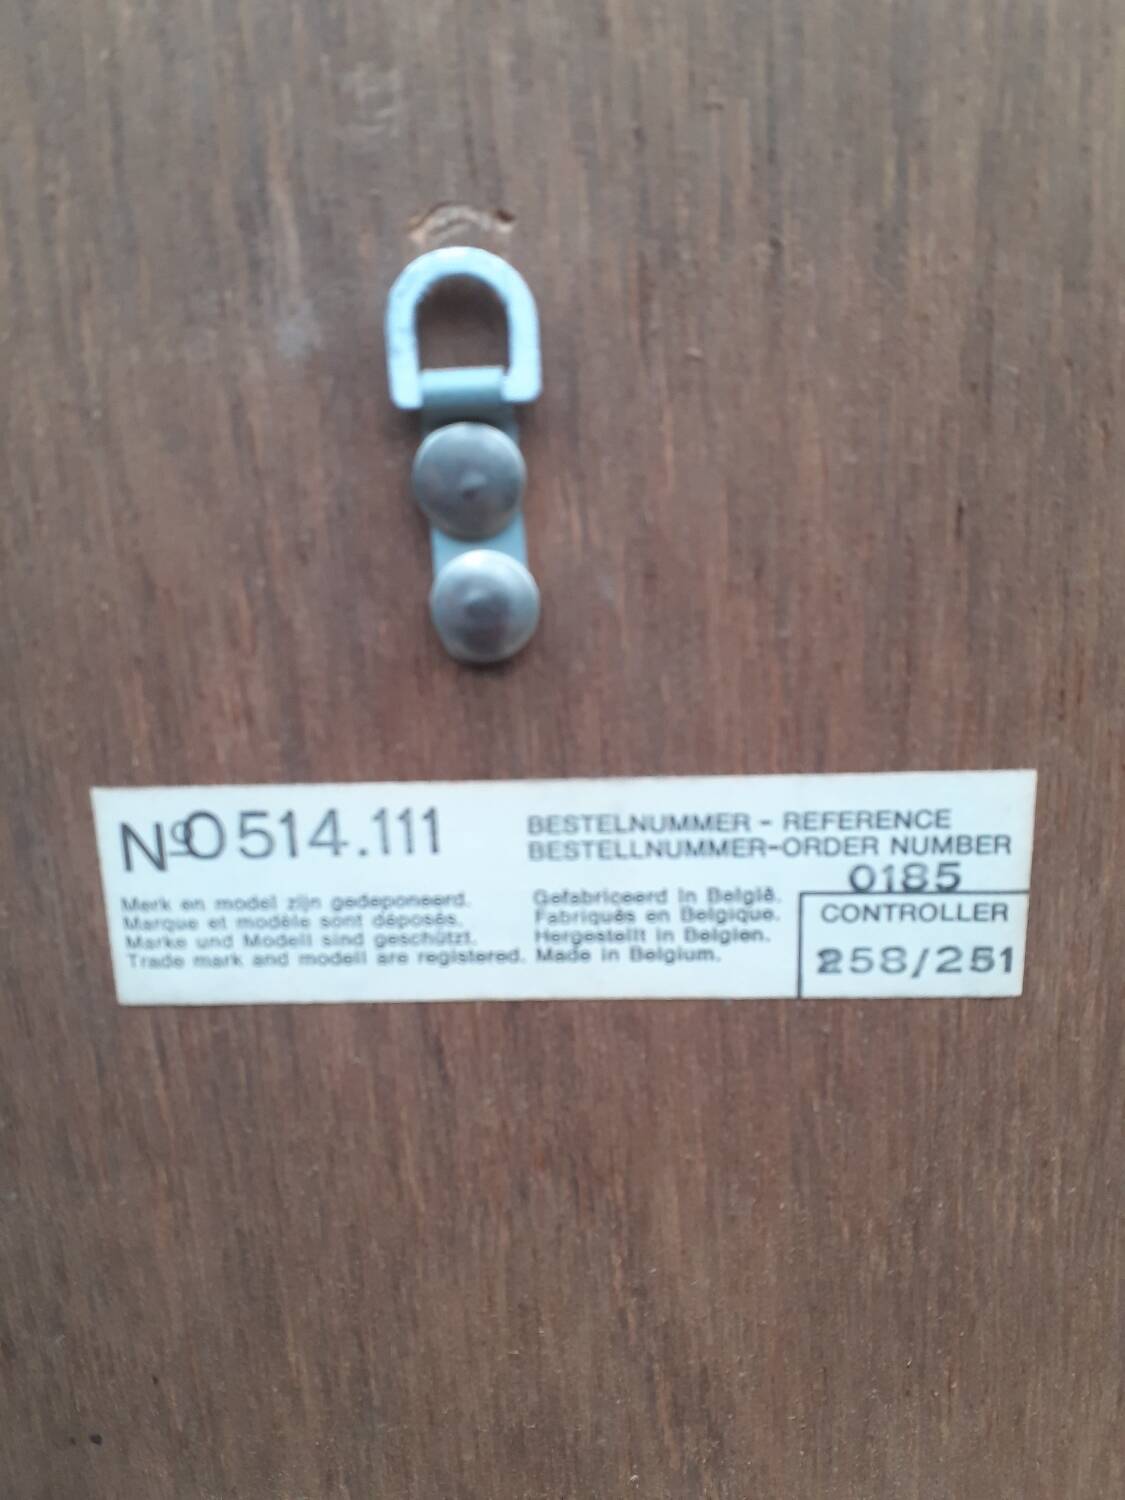 Nº 0514.111
BESTELNUMMER - REFERENCE
BESTELLNUMMER-ORDER NUMBER
0185
Merk en model zijn gedeponeerd.
Marque et modèle sont déposés.
Marke und Modell sind geschützt.
Trade mark and modell are registered.
Gefabriceerd in België.
Fabriqués en Belgique.
Hergestellt in Belgien.
Made in Belgium.
CONTROLLER
258/251